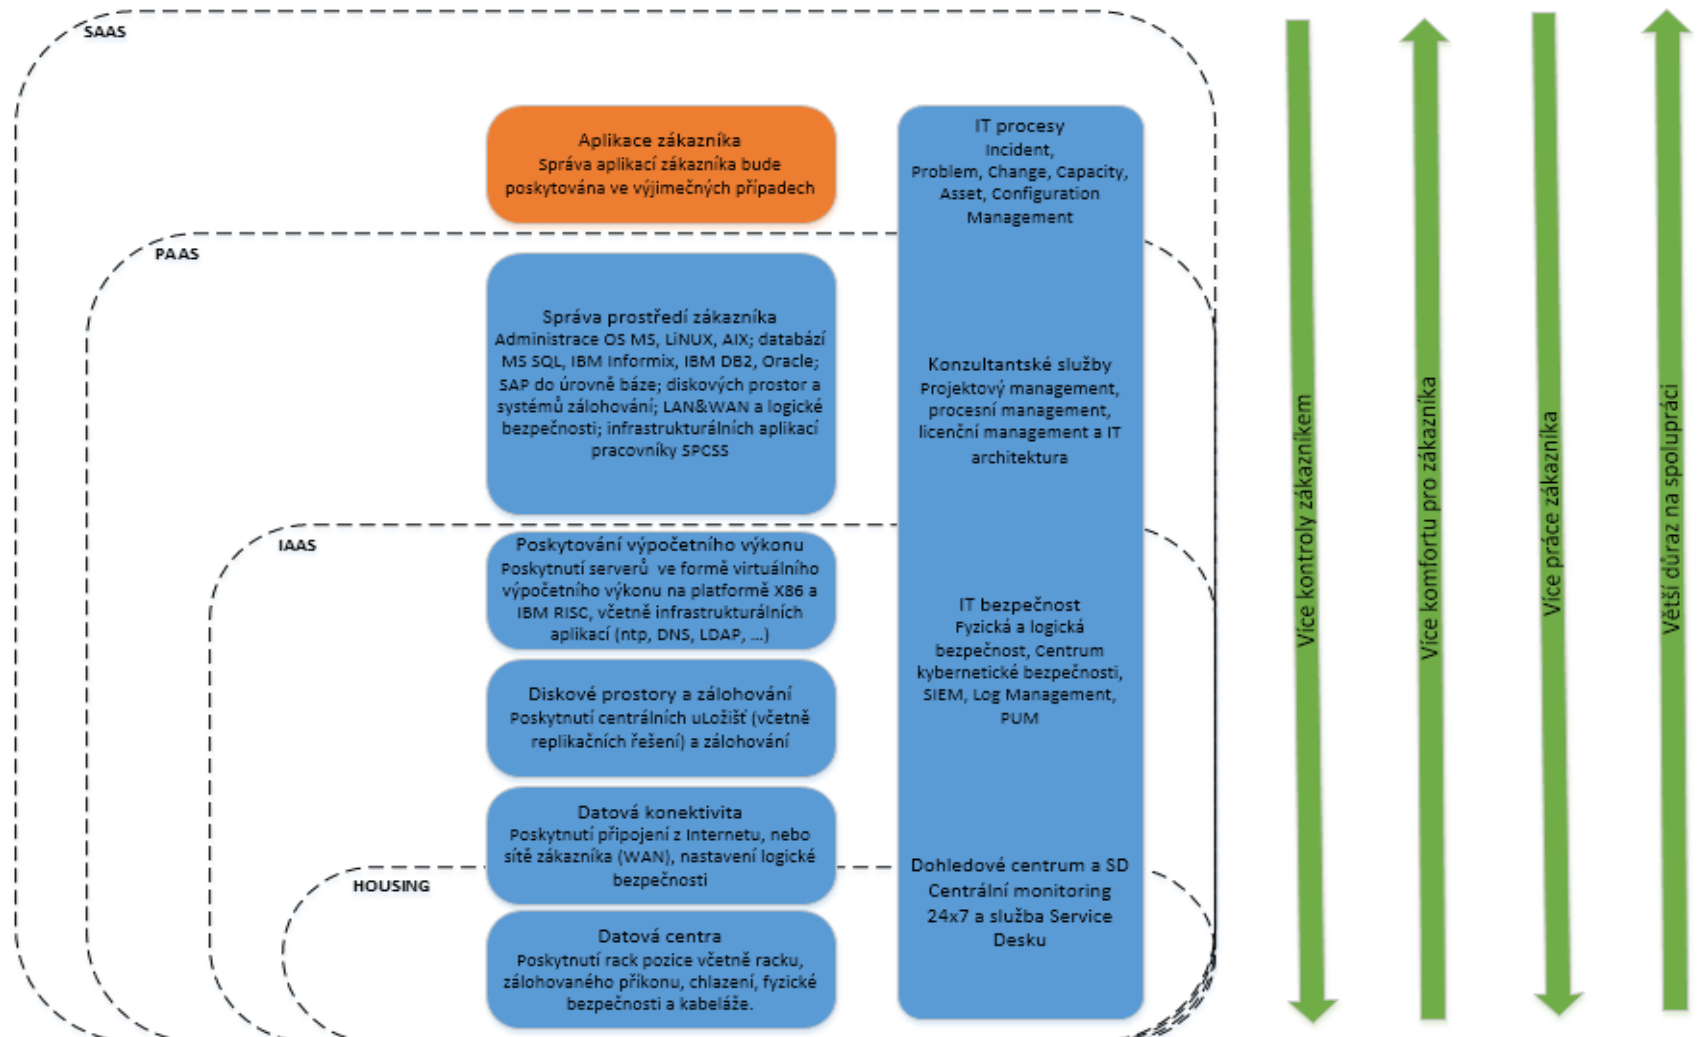 SAAS
Aplikace zákazníka
Správa aplikací zákazníka bude
poskytována ve výjimečných případech
PAAS
Správa prostředí zákazníka
Administrace OS MS, LiNUX, AIX; databází
MS SQL, IBM Informix, IBM DB2, Oracle;
SAP do úrovně báze; diskových prostor a
systémů zálohování; LAN&WAN a logické
bezpečnosti; infrastrukturálních aplikací
pracovníky SPCSS
IAAS
Poskytování výpočetního výkonu
Poskytnutí serverů ve formě virtuálního
výpočetního výkonu na platformě X86 a
IBM RISC, včetně infrastrukturálních
aplikací (ntp, DNS, LDAP, ...)
Diskové prostory a zálohování
Poskytnutí centrálních uLožišť (včetně
replikačních řešení) a zálohování
Datová konektivita
Poskytnutí připojení z Internetu, nebo
sítě zákazníka (WAN), nastavení logické
bezpečnosti
HOUSING
Datová centra
Poskytnutí rack pozice včetně racku,
zálohovaného příkonu, chlazení, fyzické
bezpečnosti a kabeláže.
IT procesy
Incident,
Problem, Change, Capacity,
Asset, Configuration
Management
Konzultantské služby
Projektový management,
procesní management,
licenční management a IT
architektura
IT bezpečnost
Fyzická a logická
bezpečnost, Centrum
kybernetické bezpečnosti,
SIEM, Log Management,
PUM
Dohledové centrum a SD
Centrální monitoring
24x7 a služba Service
Desku
Více kontroly zákazníkem
Více komfortu pro zákazníka
Více práce zákazníka
Větší důraz na spolupráci